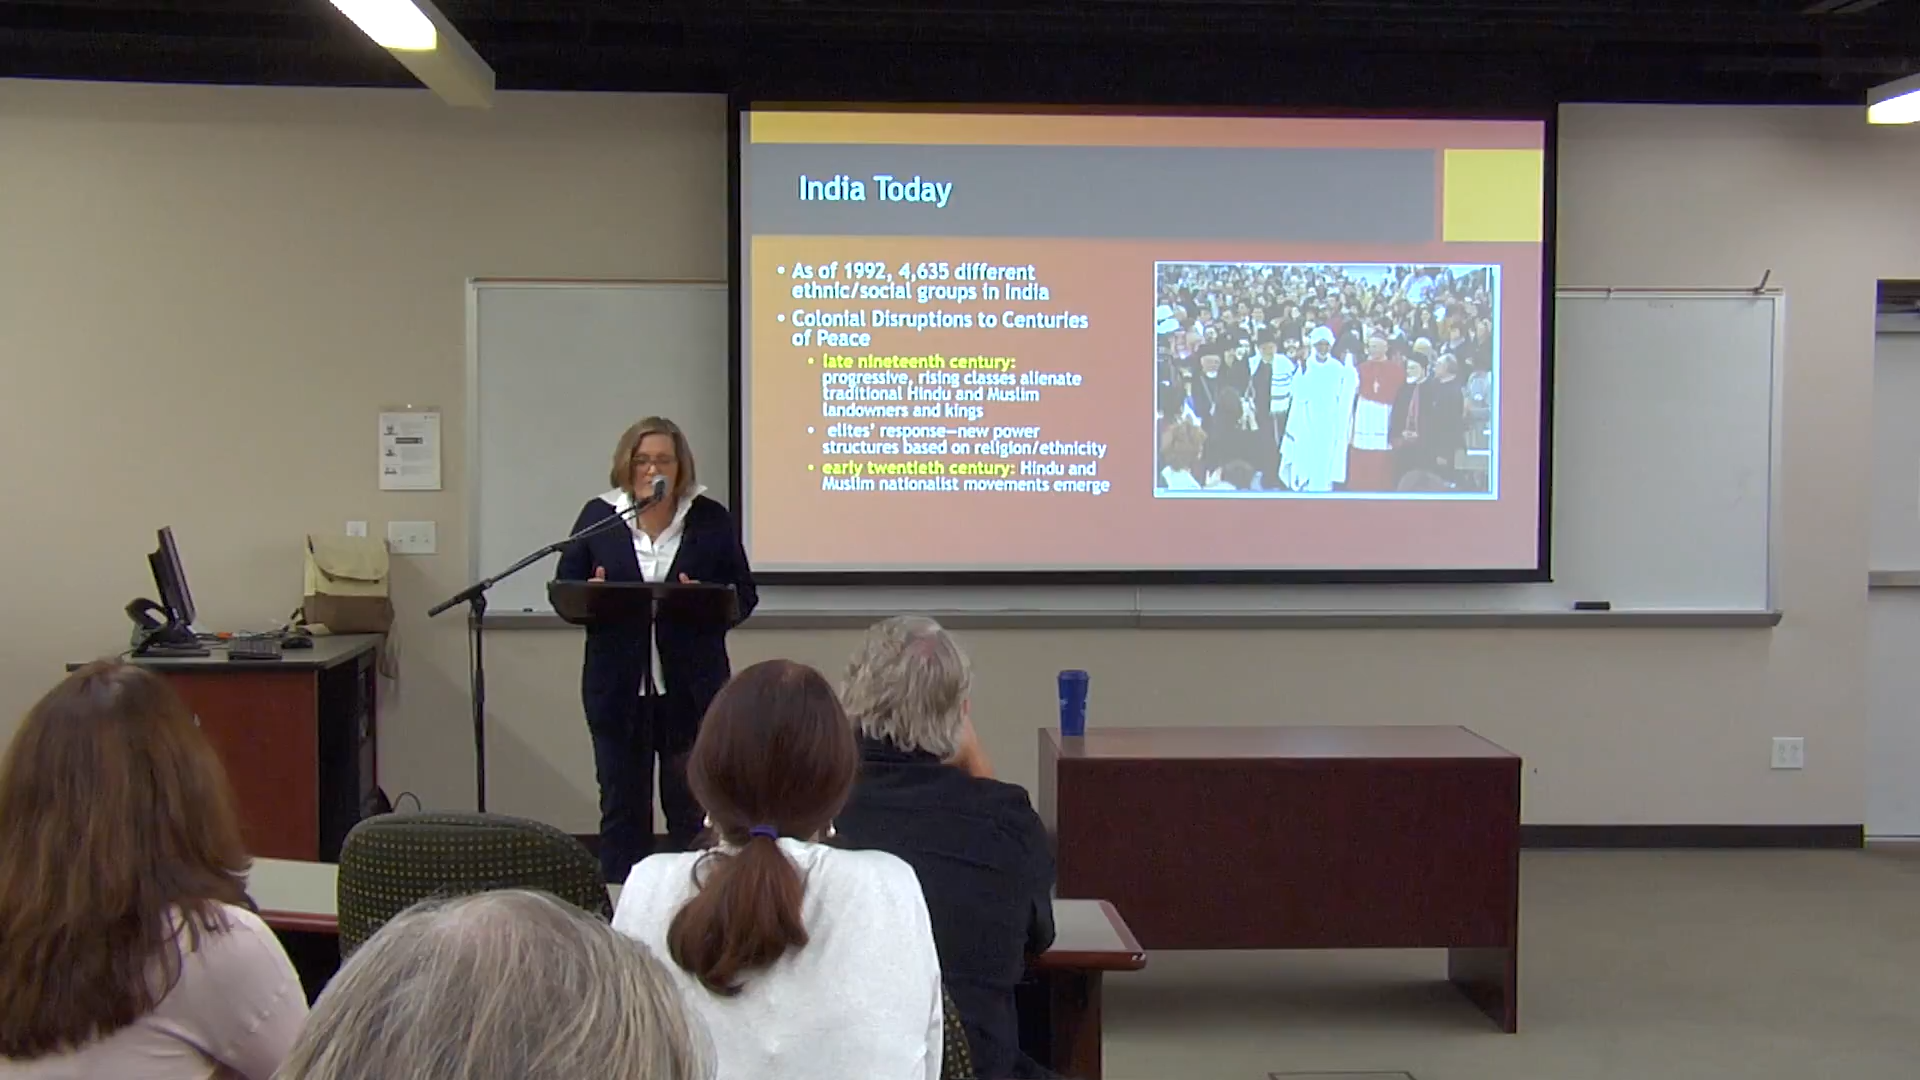 India Today
• As of 1992, 4,635 different
ethnic/social groups in India
• Colonial Disruptions to Centuries
of Peace
• late nineteenth century:
progressive, rising classes alienate
traditional Hindu and Muslim
landowners and kings
• elites' response—new power
structures based on religion/ethnicity
• early twentieth century: Hindu and
Muslim nationalist movements emerge